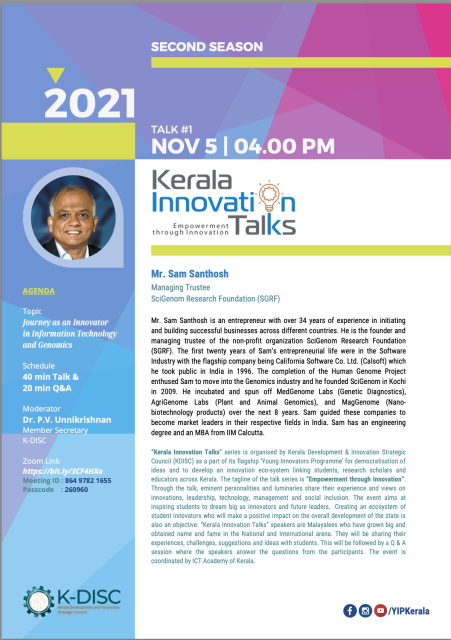 SECOND SEASON
2021
TALK #1
NOV 5 | 04.00 PM
Kerala
Innovation
Talks
Empowerment
through Innovation
Mr. Sam Santhosh
Managing Trustee
SciGenom Research Foundation (SGRF)
AGENDA
Topic
Journey as an Innovator
in Information Technology
and Genomics
Schedule
40 min Talk &
20 min Q&A
Moderator
Dr. P.V. Unnikrishnan
Member Secretary
K-DISC
Zoom Link
https://bit.ly/3CF4HXa
Meeting ID : 864 9782 1655
Passcode : 260960
Mr. Sam Santhosh is an entrepreneur with over 34 years of experience in initiating
and building successful businesses across different countries. He is the founder and
managing trustee of the non-profit organization SciGenom Research Foundation
(SGRF). The first twenty years of Sam's entrepreneurial life were in the Software
Industry with the flagship company being California Software Co. Ltd. (Calsoft) which
he took public in India in 1996. The completion of the Human Genome Project
enthused Sam to move into the Genomics industry and he founded SciGenom in Kochi
in 2009. He incubated and spun off MedGenome Labs (Genetic Diagnostics),
AgriGenome Labs (Plant and Animal Genomics), and MagGenome (Nano-
biotechnology products) over the next 8 years. Sam guided these companies to
become market leaders in their respective fields in India. Sam has an engineering
degree and an MBA from IIM Calcutta.
"Kerala Innovation Talks" series is organised by Kerala Development & Innovation Strategic
Council (KDISC) as a part of its flagship 'Young Innovators Programme' for democratisation of
ideas and to develop an innovation eco-system linking students, research scholars and
educators across Kerala. The tagline of the talk series is "Empowerment through Innovation".
Through the talk, eminent personalities and luminaries share their experience and views on
innovations, leadership, technology, management and social inclusion. The event aims at
inspiring students to dream big as innovators and future leaders. Creating an ecosystem of
student innovators who will make a positive impact on the overall development of the state is
also an objective. "Kerala Innovation Talks" speakers are Malayalees who have grown big and
obtained name and fame in the National and International arena. They will be sharing their
experiences, challenges, suggestions and ideas with students. This will be followed by a Q & A
session where the speakers answer the questions from the participants. The event is
coordinated by ICT Academy of Kerala.
K-DISC
Kerala Development and Innovation
Strategic Council
/YIPKerala